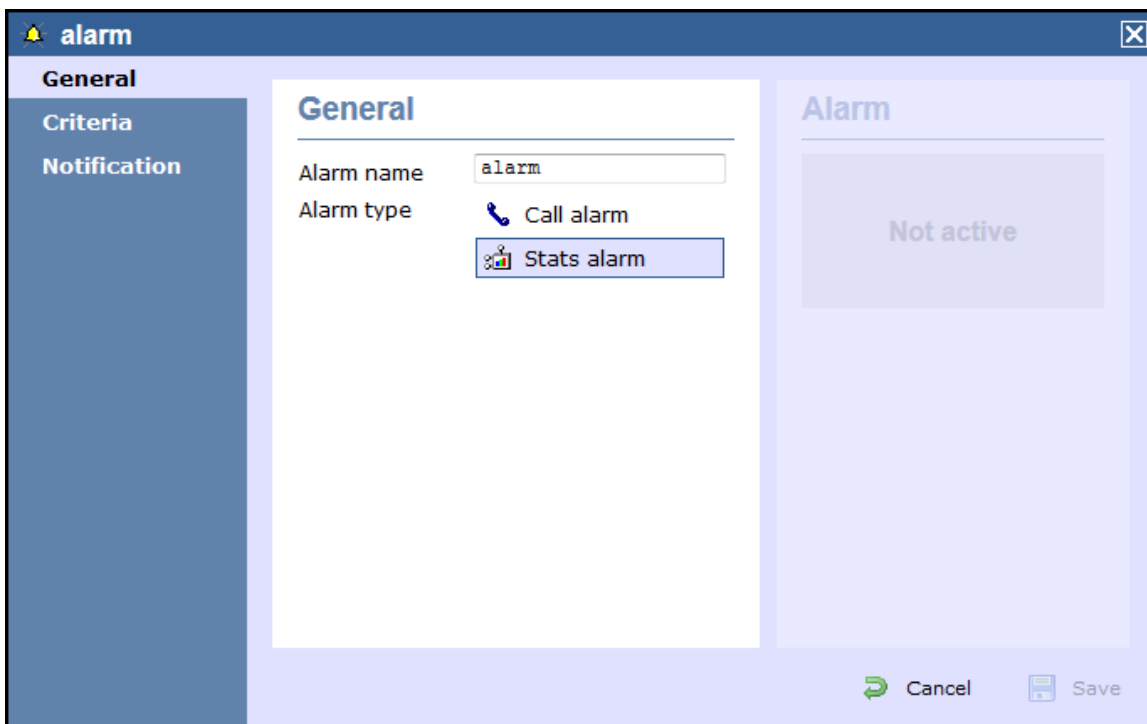 alarm
General
Criteria
Notification
General
Alarm name
alarm
Alarm type
Call alarm
Stats alarm
Alarm
Not active
Cancel
Save